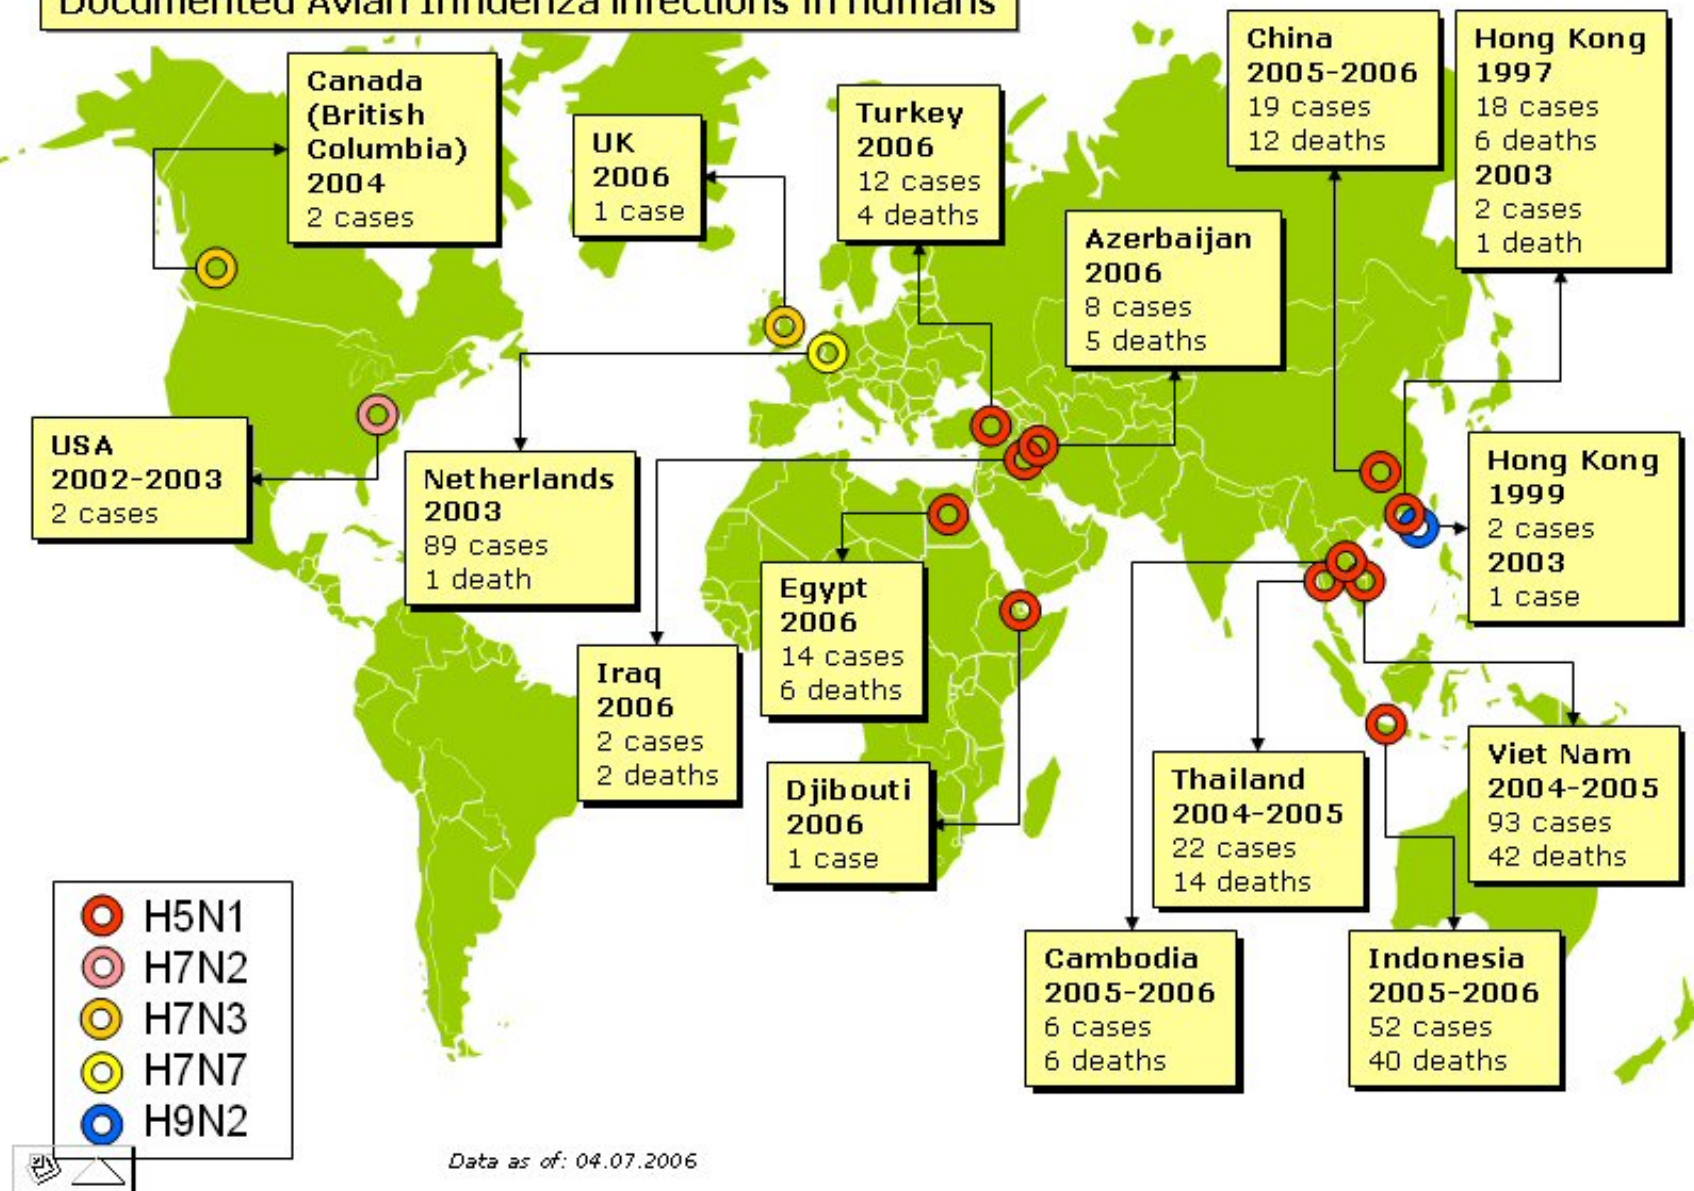 Documented Avian Influenza infections in humans
Canada
(British
Columbia)
2004
2 cases
UK
2006
1 case
Turkey
2006
12 cases
4 deaths
China
2005-2006
19 cases
12 deaths
Hong Kong
1997
18 cases
6 deaths
2003
2 cases
1 death
Azerbaijan
2006
8 cases
5 deaths
USA
2002-2003
2 cases
Netherlands
2003
89 cases
1 death
Hong Kong
1999
2 cases
2003
1 case
Egypt
2006
14 cases
6 deaths
Iraq
2006
2 cases
2 deaths
Djibouti
2006
1 case
Thailand
2004-2005
22 cases
14 deaths
Viet Nam
2004-2005
93 cases
42 deaths
Cambodia
2005-2006
6 cases
6 deaths
Indonesia
2005-2006
52 cases
40 deaths
H5N1
H7N2
H7N3
H7N7
H9N2
Data as of: 04.07.2006